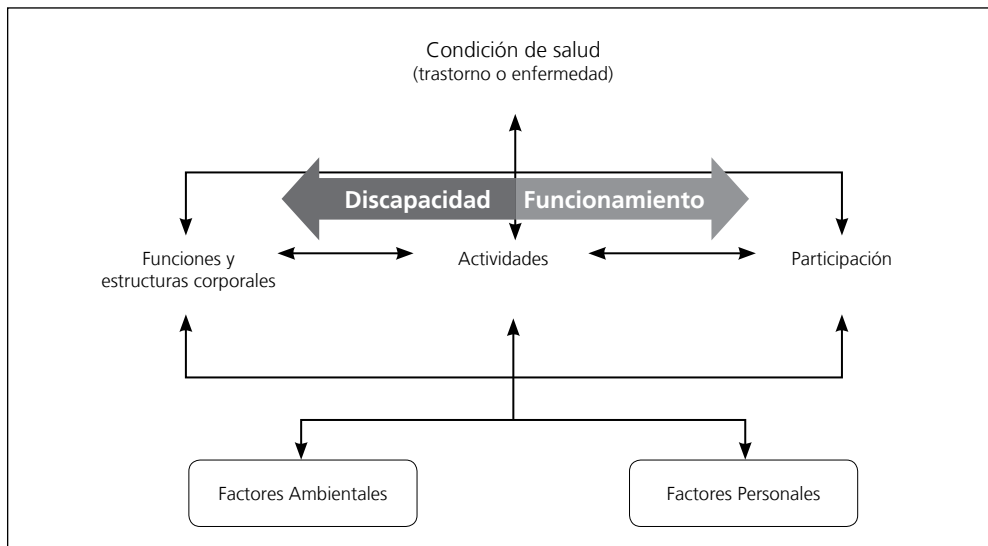 Condición de salud
(trastorno o enfermedad)
Discapacidad Funcionamiento
Funciones y
estructuras corporales
Actividades
Participación
Factores Ambientales
Factores Personales